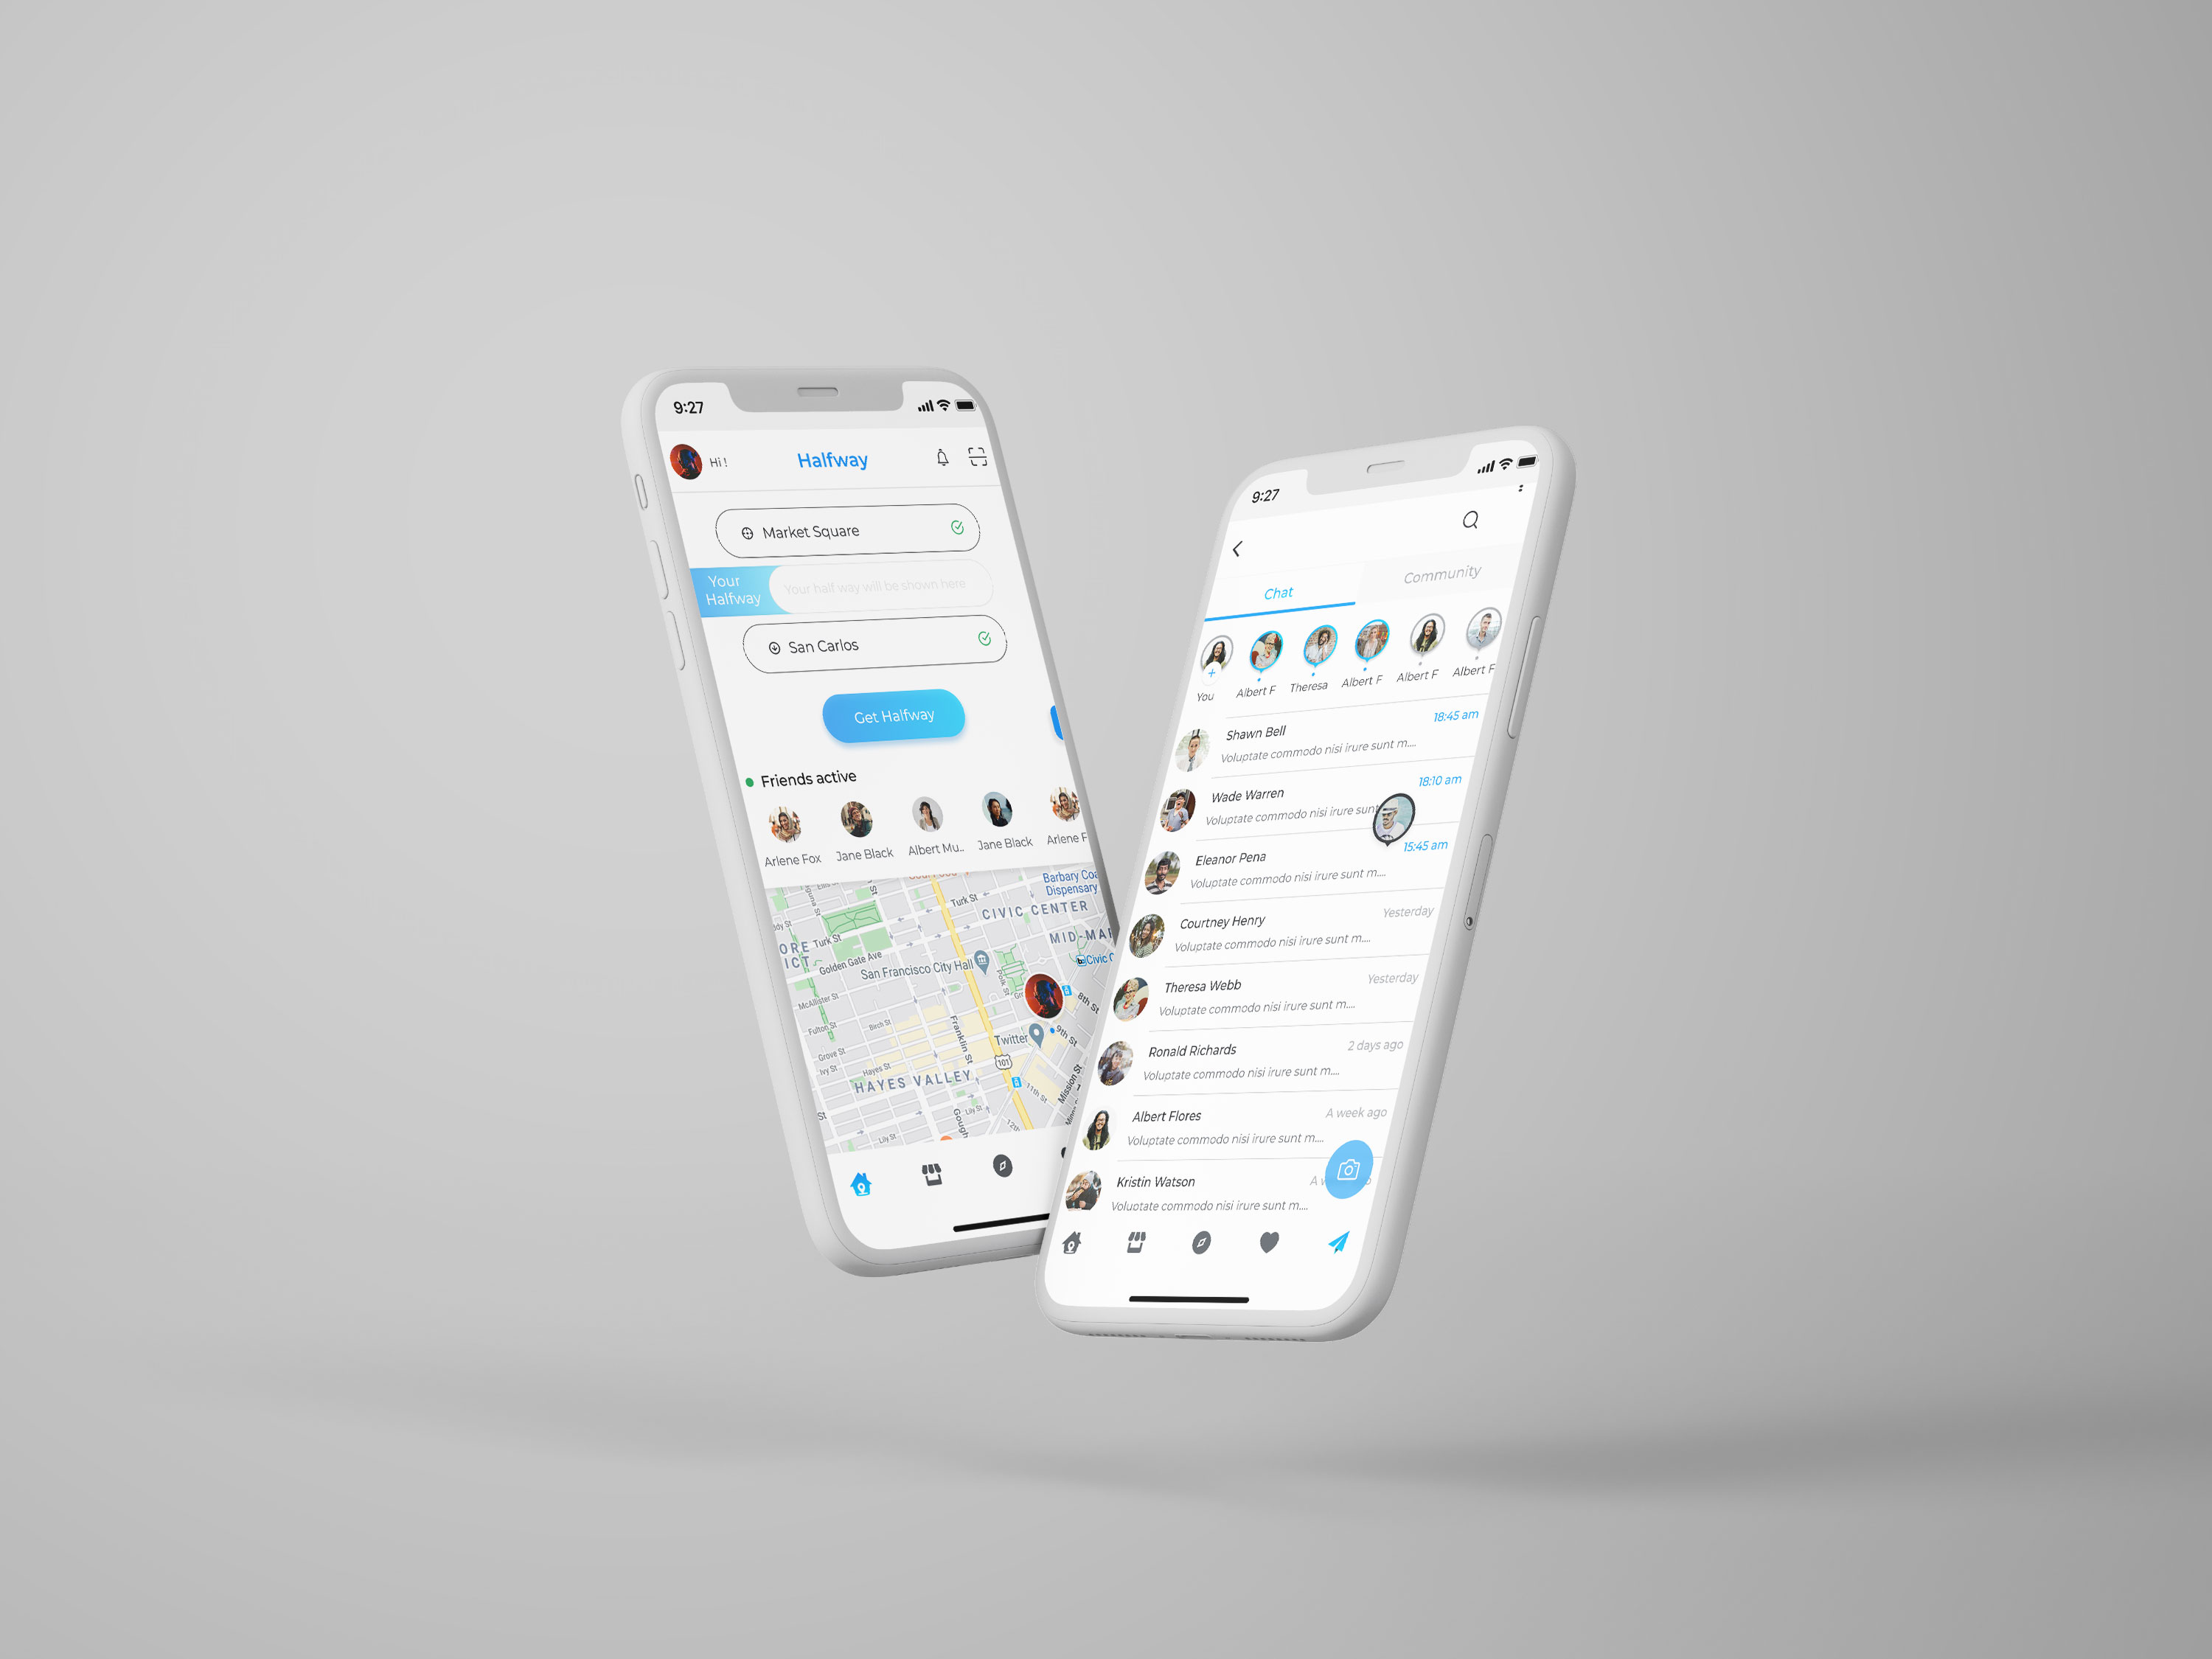 9:27
Hi !
Halfway
Market Square
Your
Halfway
Your half way will be shown here
San Carlos
Get Halfway
Friends active
Arlene Fox
Jane Black
Albert Mu..
Jane Black
Arlene F
Barbary Coa
Dispensary
Turk St
CIVIC CENTER
MID-MAR
Turk St
ORE
ICT
Golden Gate Ave
San Francisco City Hall
Polk St
Civic C
McAllister St
8th St
Fulton St
Birch St
Franklin St
Twitter
9th St
Grove St
101
Ivy St
Hayes St
HAYES VALLEY
11th St
Mission St
St
Lily St
Gough
Lily St
12th
9:27
Chat
Community
You
Albert F
Theresa
Albert F
Albert F
Albert F
Shawn Bell
18:45 am
Voluptate commodo nisi irure sunt m....
Wade Warren
18:10 am
Voluptate commodo nisi irure sunt
Eleanor Pena
15:45 am
Voluptate commodo nisi irure sunt m....
Courtney Henry
Yesterday
Voluptate commodo nisi irure sunt m....
Theresa Webb
Yesterday
Voluptate commodo nisi irure sunt m....
Ronald Richards
2 days ago
Voluptate commodo nisi irure sunt m....
Albert Flores
A week ago
Voluptate commodo nisi irure sunt m....
Kristin Watson
Voluptate commodo nisi irure sunt m....